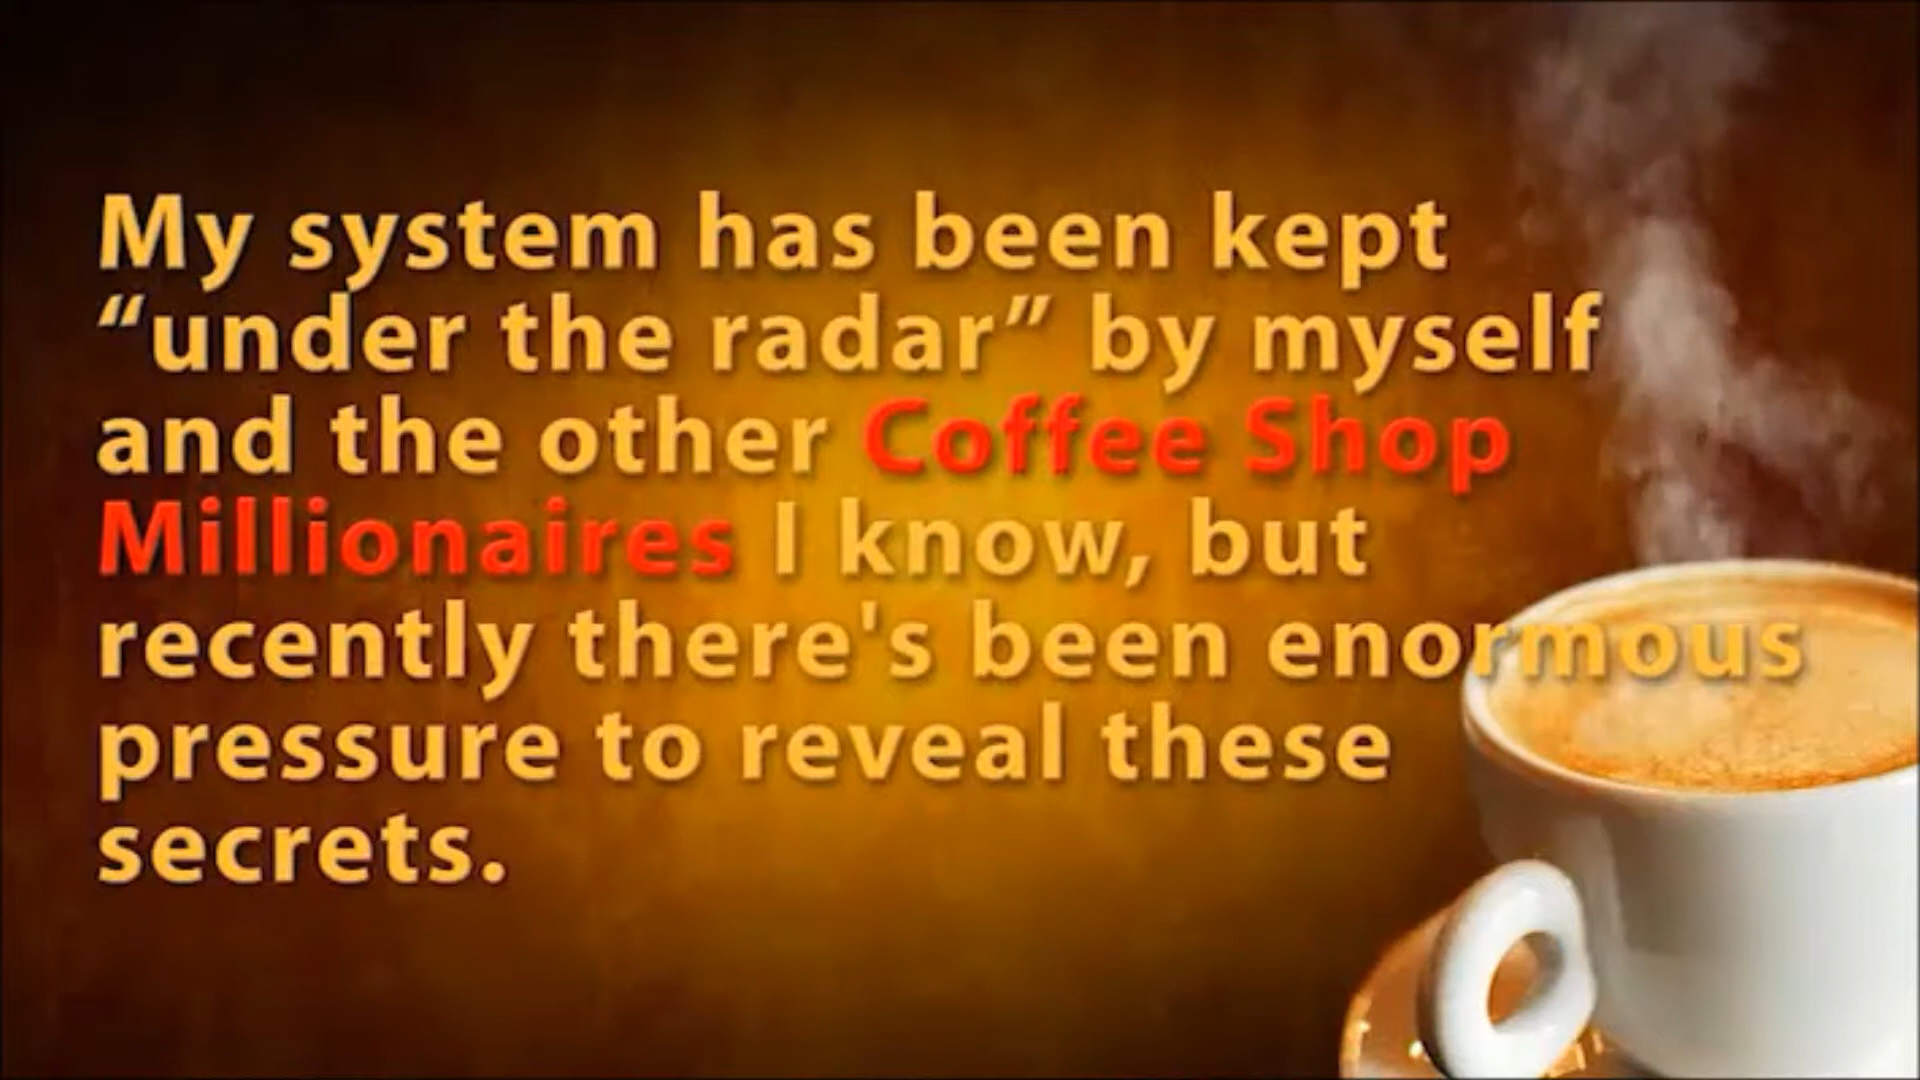 My system has been kept
“under the radar” by myself
and the other Coffee Shop
Millionaires I know, but
recently there's been enormous
pressure to reveal these
secrets.